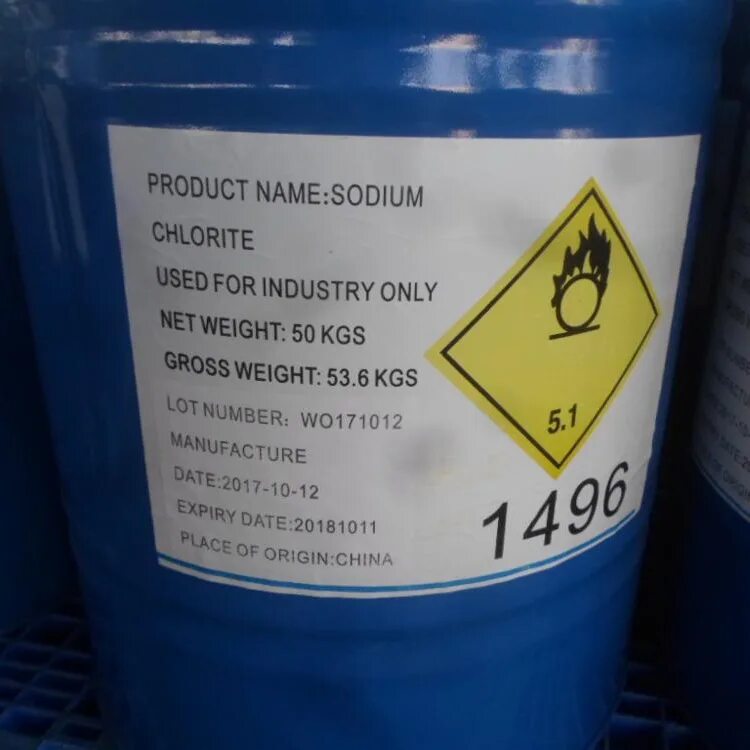 PRODUCT NAME:SODIUM
CHLORITE
USED FOR INDUSTRY ONLY
NET WEIGHT: 50 KGS
GROSS WEIGHT: 53.6 KGS
LOT NUMBER: WO171012
MANUFACTURE
DATE:2017-10-12
EXPIRY DATE:20181011
PLACE OF ORIGIN:CHINA
5.1
1496